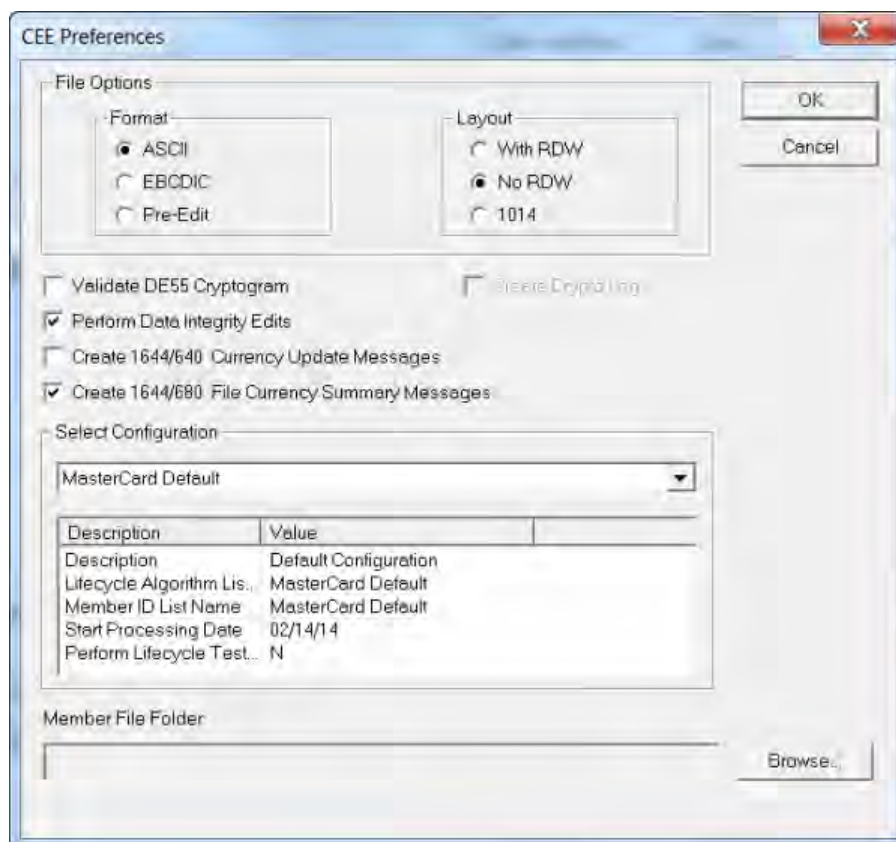 CEE Preferences
File Options
Format
ASCII
EBCDIC
Pre-Edit
Layout
With RDW
No RDW
1014
OK
Cancel
Validate DE55 Cryptogram
Create Crypto Log
Perform Data Integrity Edits
Create 1644/640 Currency Update Messages
Create 1644/680 File Currency Summary Messages
Select Configuration
MasterCard Default
Description Value
Description Default Configuration
Lifecycle Algorithm Lis... MasterCard Default
Member ID List Name MasterCard Default
Start Processing Date 02/14/14
Perform Lifecycle Test... N
Member File Folder
Browse...